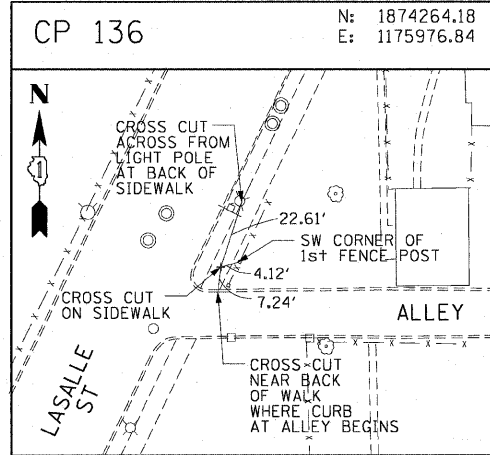 CP 136
N: 1874264.18
E: 1175976.84
N
1
CROSS CUT
ACROSS FROM
LIGHT POLE
AT BACK OF
SIDEWALK
22.61'
SW CORNER OF
1st FENCE POST
4.12'
7.24'
CROSS CUT
ON SIDEWALK
ALLEY
LASALLE
ST
CROSS CUT
NEAR BACK
OF WALK
WHERE CURB
AT ALLEY BEGINS